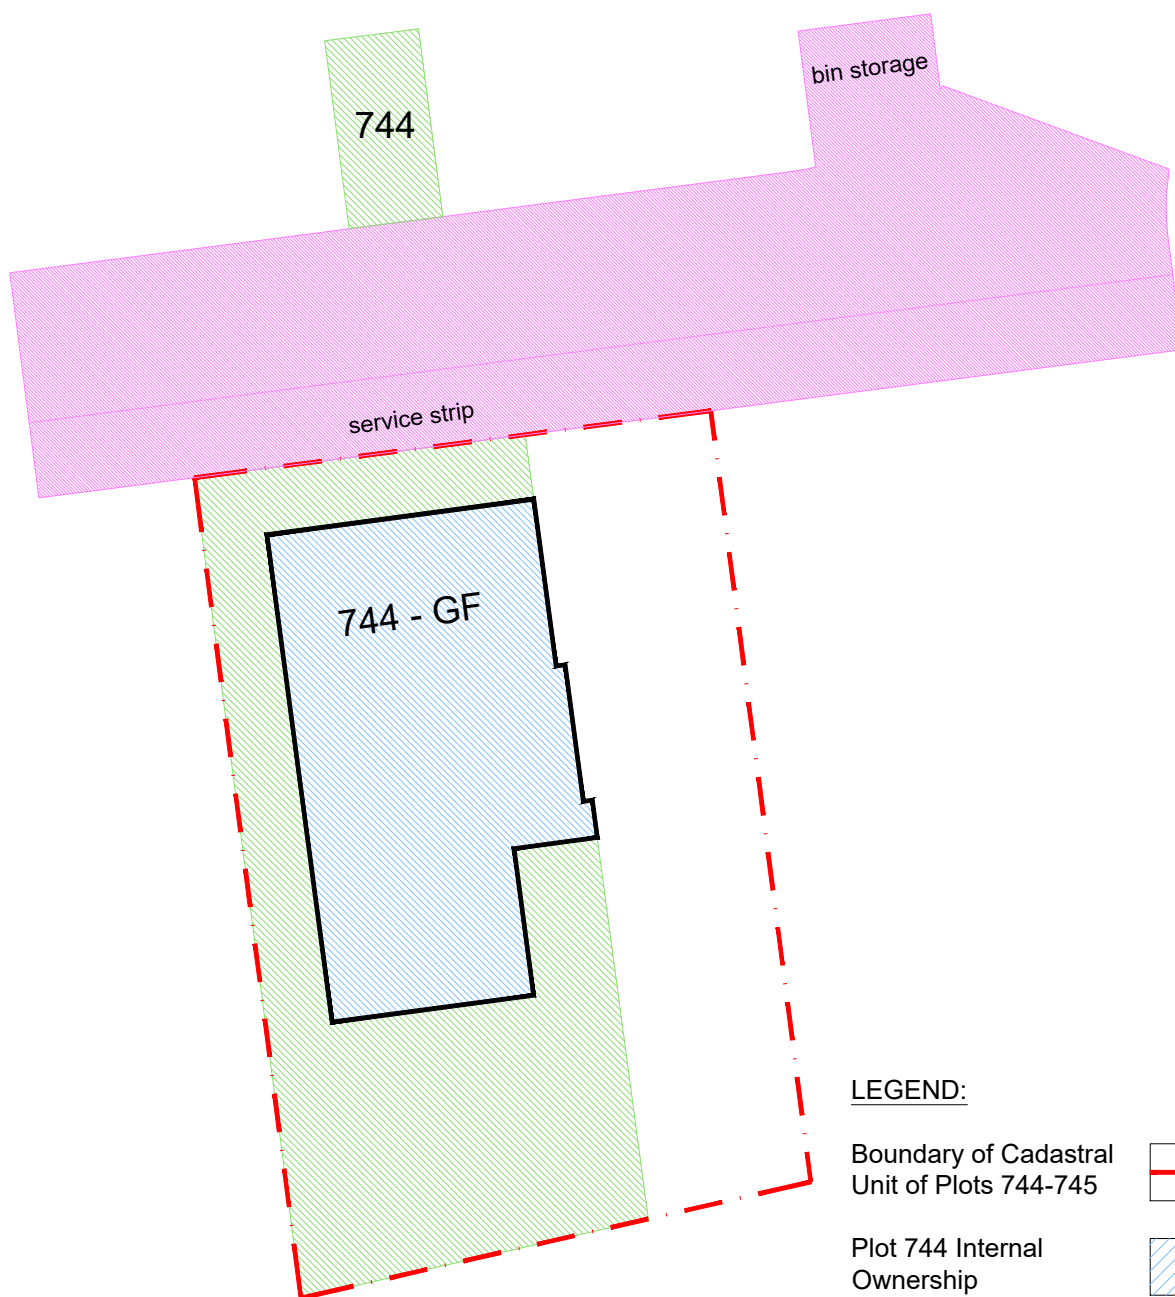 bin storage
744
service strip
744 - GF
LEGEND:
Boundary of Cadastral
Unit of Plots 744-745
Plot 744 Internal
Ownership